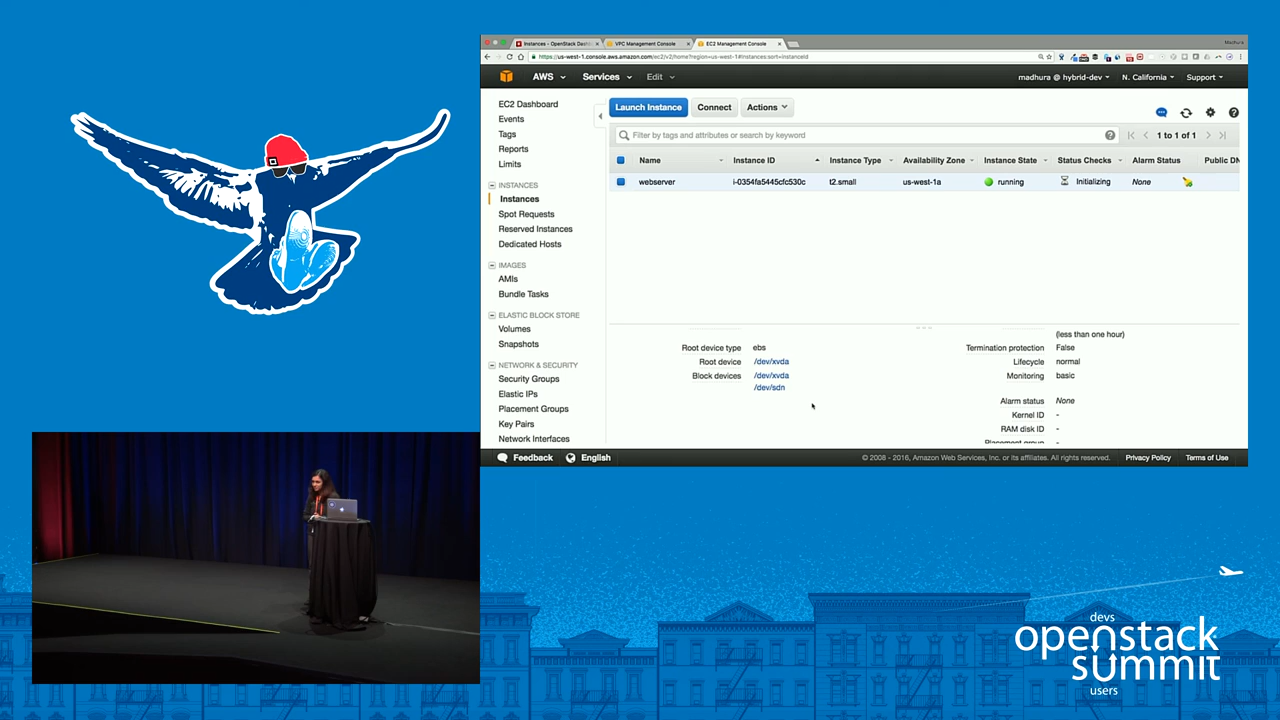 Instances - OpenStack Dash
VPC Management Console
EC2 Management Console
Madhura
https://us-west-1.console.aws.amazon.com/ec2/v2/home?region=us-west-1#Instances:sort=instanceId
AWS
Services
Edit
madhura @ hybrid-dev
N. California
Support
EC2 Dashboard
Events
Tags
Reports
Limits
INSTANCES
Instances
Spot Requests
Reserved Instances
Dedicated Hosts
IMAGES
AMIs
Bundle Tasks
ELASTIC BLOCK STORE
Volumes
Snapshots
NETWORK & SECURITY
Security Groups
Elastic IPs
Placement Groups
Key Pairs
Network Interfaces
Launch Instance
Connect
Actions
Filter by tags and attributes or search by keyword
1 to 1 of 1
Name Instance ID Instance Type Availability Zone Instance State Status Checks Alarm Status Public DN
webserver i-0354fa5445cfc530c t2.small us-west-1a running Initializing None
Root device type ebs
Root device /dev/xvda
Block devices /dev/xvda
/dev/sdn
(less than one hour)
Termination protection False
Lifecycle normal
Monitoring basic
Alarm status None
Kernel ID -
RAM disk ID -
Placement group -
Feedback
English
© 2008 - 2016, Amazon Web Services, Inc. or its affiliates. All rights reserved.
Privacy Policy
Terms of Use
devs
openstack
summit
users